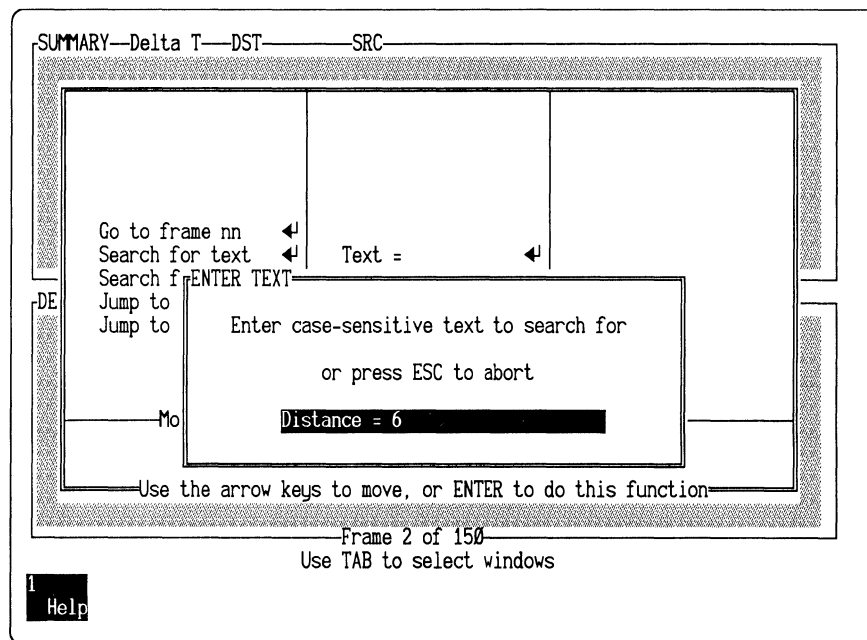 SUMMARY—Delta T—DST—SRC
Go to frame nn ↵
Search for text ↵ Text = ↵
Search f
ENTER TEXT
DE
Jump to
Jump to
Enter case-sensitive text to search for
or press ESC to abort
Mo
Distance = 6
Use the arrow keys to move, or ENTER to do this function
Frame 2 of 150
Use TAB to select windows
1
Help